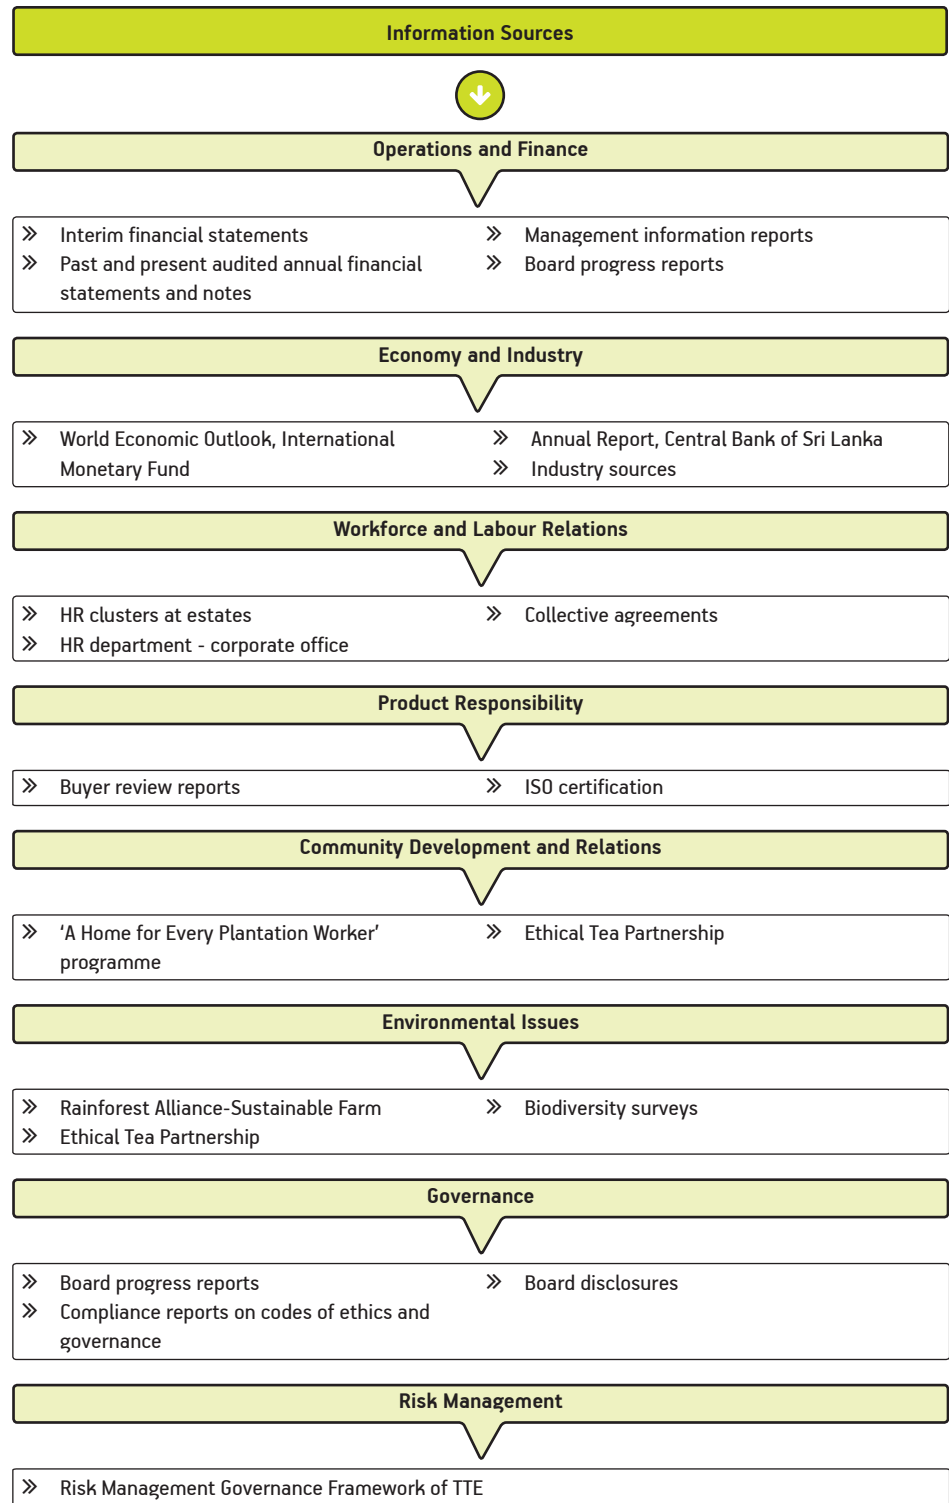 Information Sources
Operations and Finance
» Interim financial statements
» Past and present audited annual financial
statements and notes
» Management information reports
» Board progress reports
Economy and Industry
» World Economic Outlook, International
Monetary Fund
» Annual Report, Central Bank of Sri Lanka
» Industry sources
Workforce and Labour Relations
» HR clusters at estates
» HR department - corporate office
» Collective agreements
Product Responsibility
» Buyer review reports
» ISO certification
Community Development and Relations
» ‘A Home for Every Plantation Worker’
programme
» Ethical Tea Partnership
Environmental Issues
» Rainforest Alliance-Sustainable Farm
» Ethical Tea Partnership
» Biodiversity surveys
Governance
» Board progress reports
» Compliance reports on codes of ethics and
governance
» Board disclosures
Risk Management
» Risk Management Governance Framework of TTE